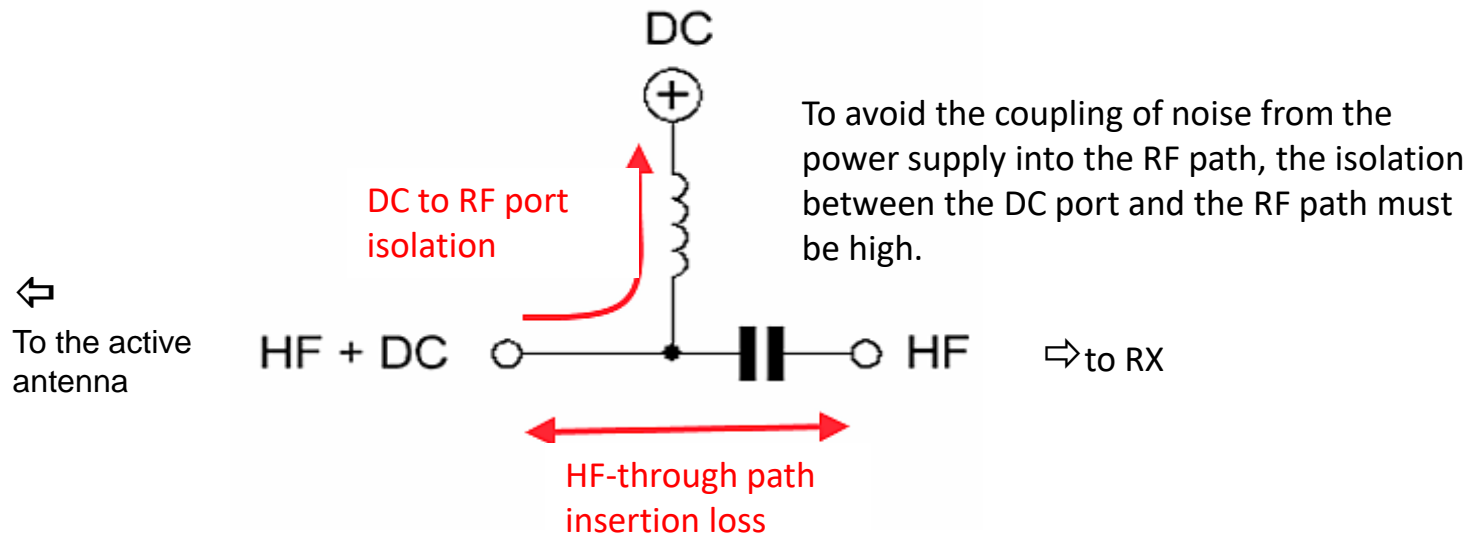 DC
+
To avoid the coupling of noise from the
power supply into the RF path, the isolation
between the DC port and the RF path must
be high.
DC to RF port
isolation
⇦
To the active
antenna
HF + DC
HF
⇨to RX
HF-through path
insertion loss